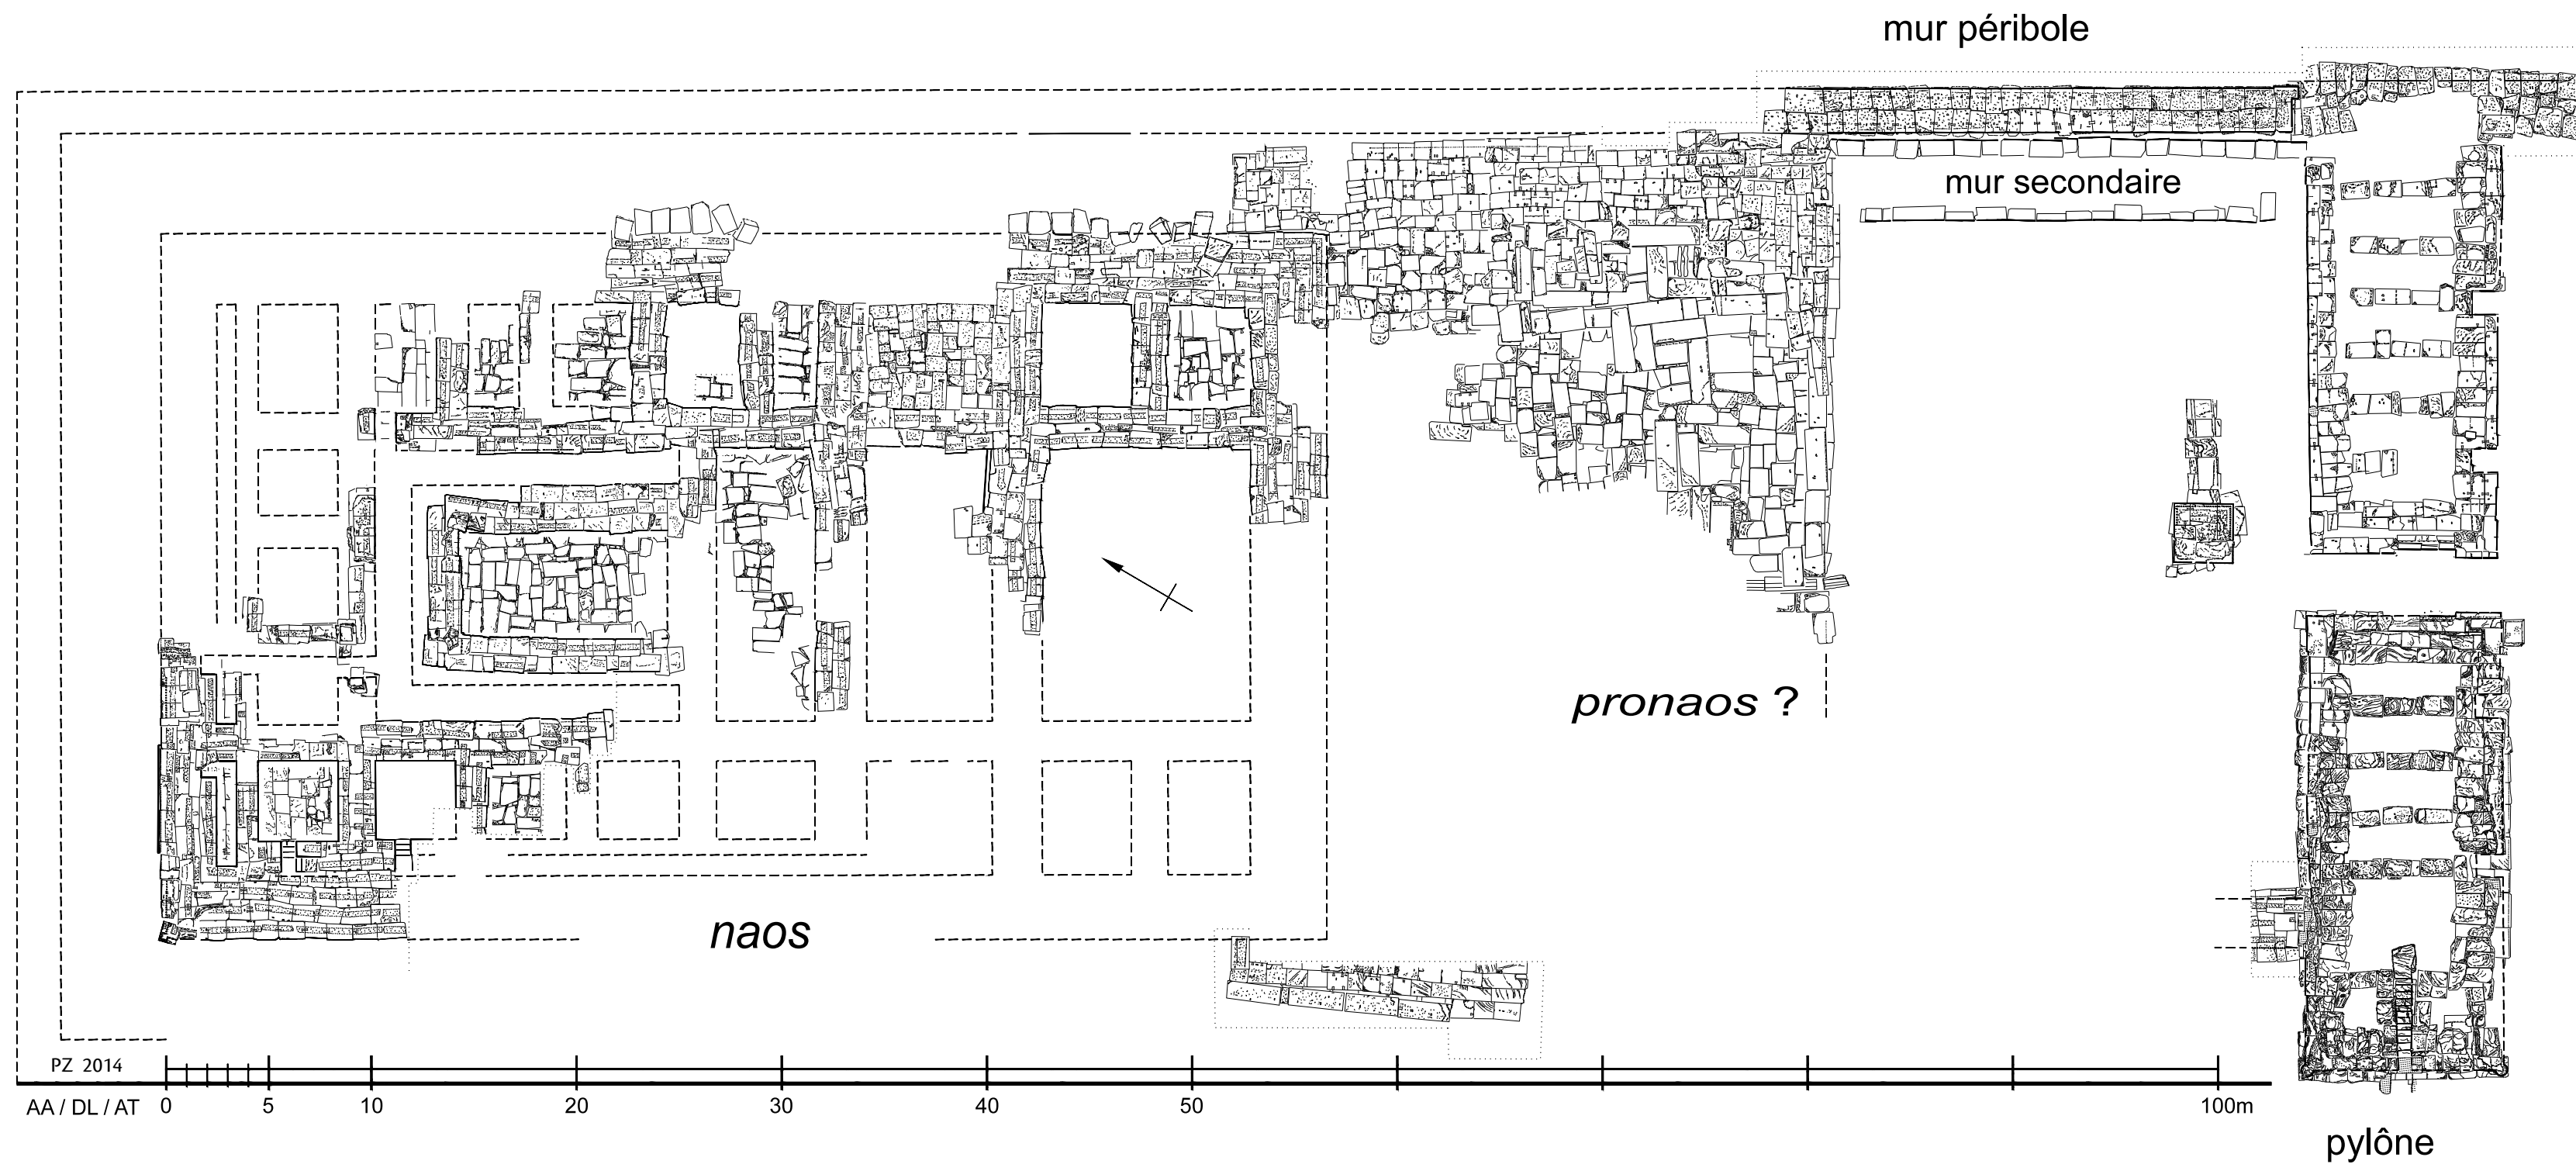 mur péribole
mur secondaire
pronaos ?
naos
PZ 2014
AA / DL / AT 0 5 10 20 30 40 50 100m
pylône